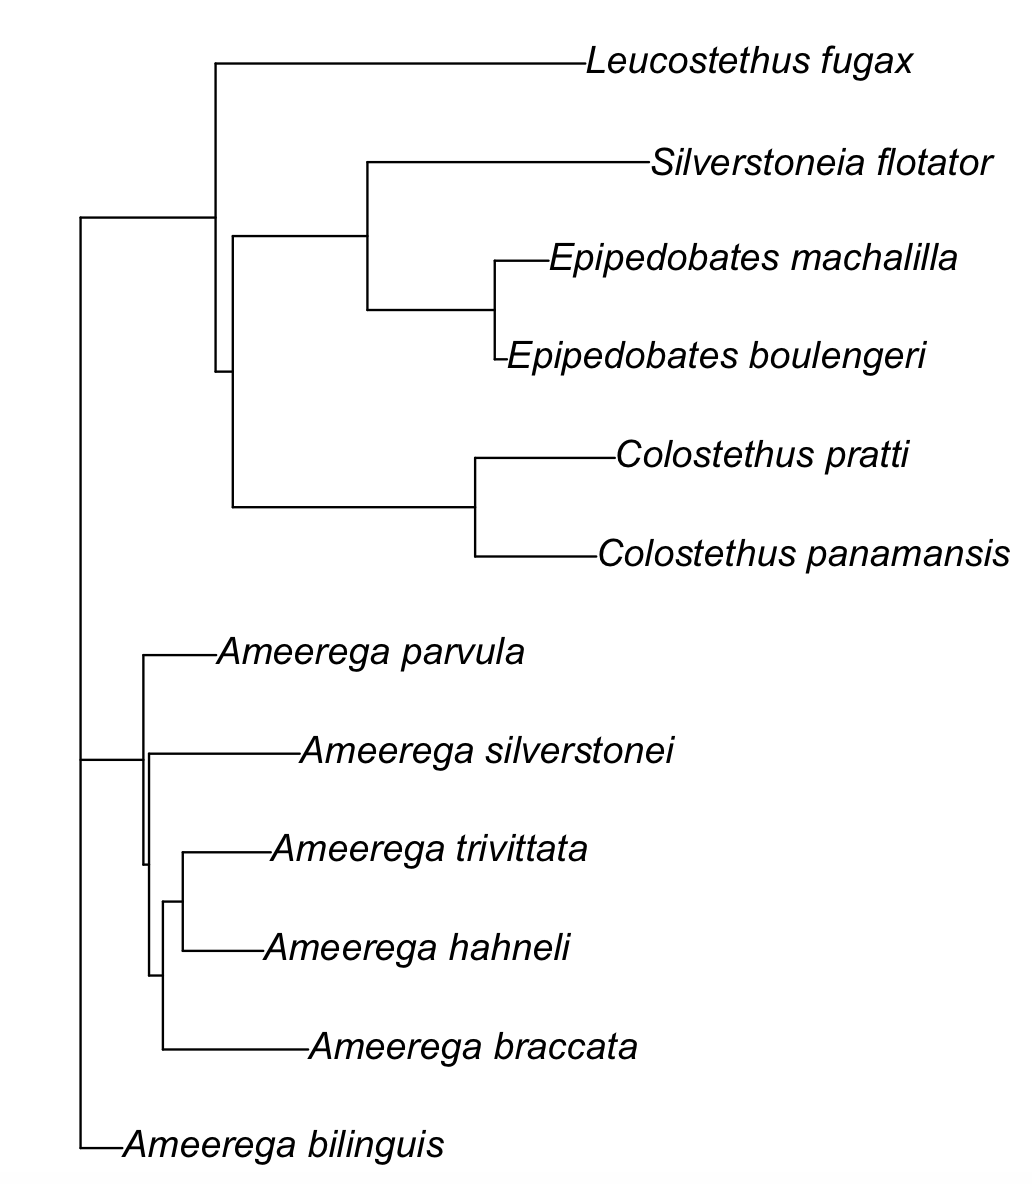 Leucostethus fugax
Silverstoneia flotator
Epipedobates machalilla
Epipedobates boulengeri
Colostethus pratti
Colostethus panamansis
Ameerega parvula
Ameerega silverstonei
Ameerega trivittata
Ameerega hahneli
Ameerega braccata
Ameerega bilinguis